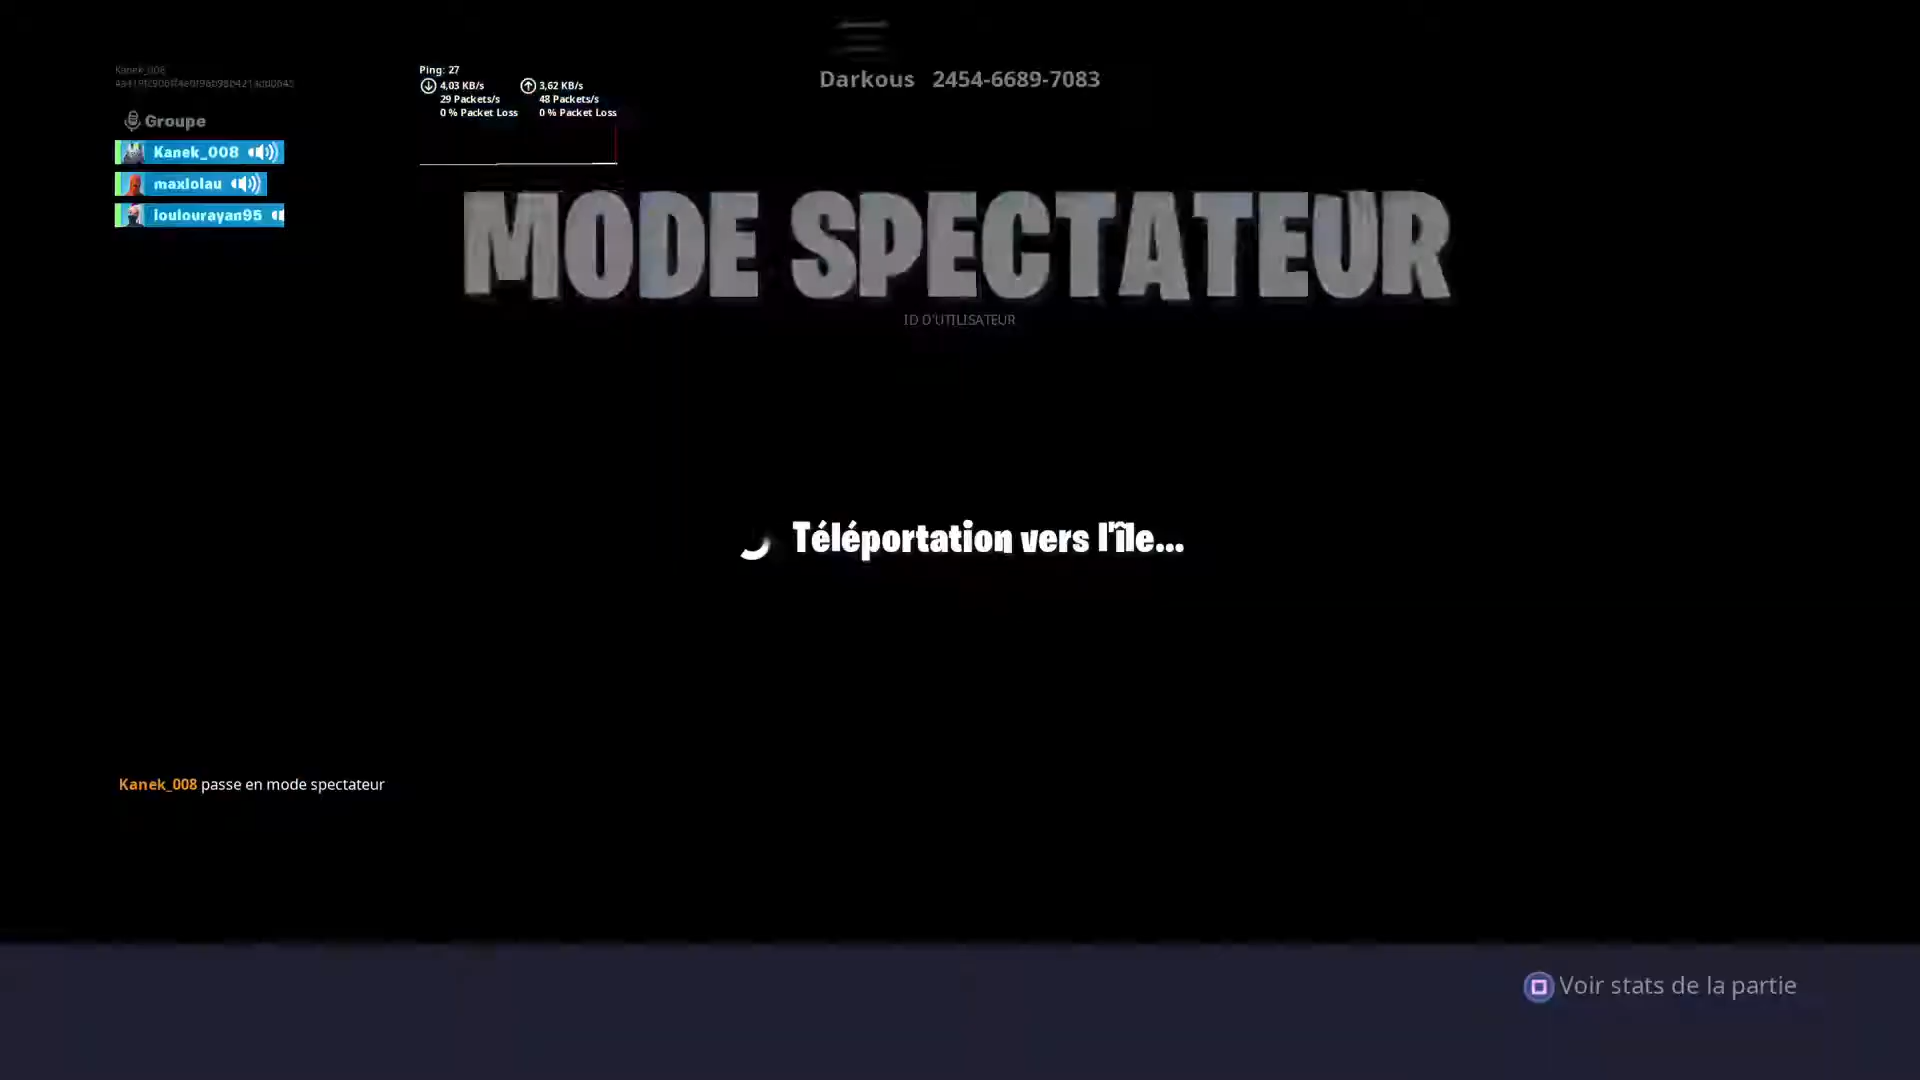 Kanek_008
Ping: 27
4,03 KB/s
3,62 KB/s
29 Packets/s
48 Packets/s
0 % Packet Loss
0 % Packet Loss
Darkous 2454-6689-7083
Groupe
Kanek_008
maxlolau
loulourayan95
MODE SPECTATEUR
ID D'UTILISATEUR
Téléportation vers l'île...
Kanek_008 passe en mode spectateur
Voir stats de la partie